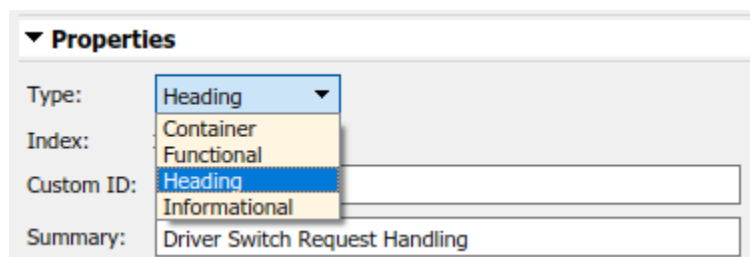 ▼ Properties
Type: Heading
Container
Index:
Functional
Custom ID: Heading
Informational
Summary: Driver Switch Request Handling